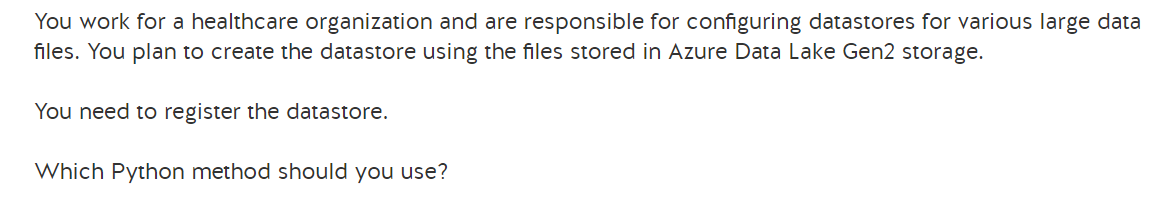 You work for a healthcare organization and are responsible for configuring datastores for various large data
files. You plan to create the datastore using the files stored in Azure Data Lake Gen2 storage.
You need to register the datastore.
Which Python method should you use?